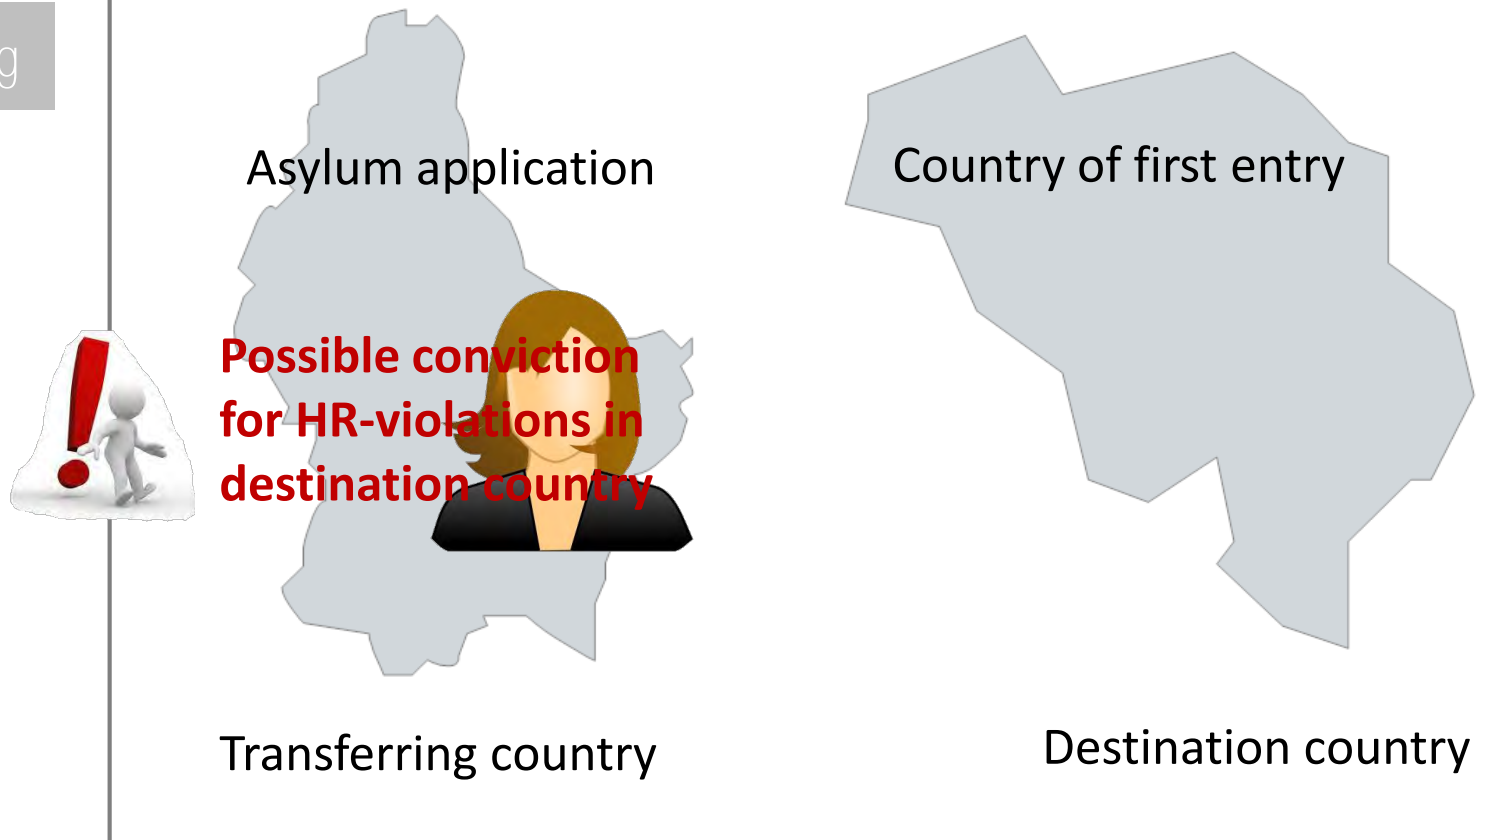 g
Asylum application
Country of first entry
Possible conviction
for HR-violations in
destination country
Transferring country
Destination country